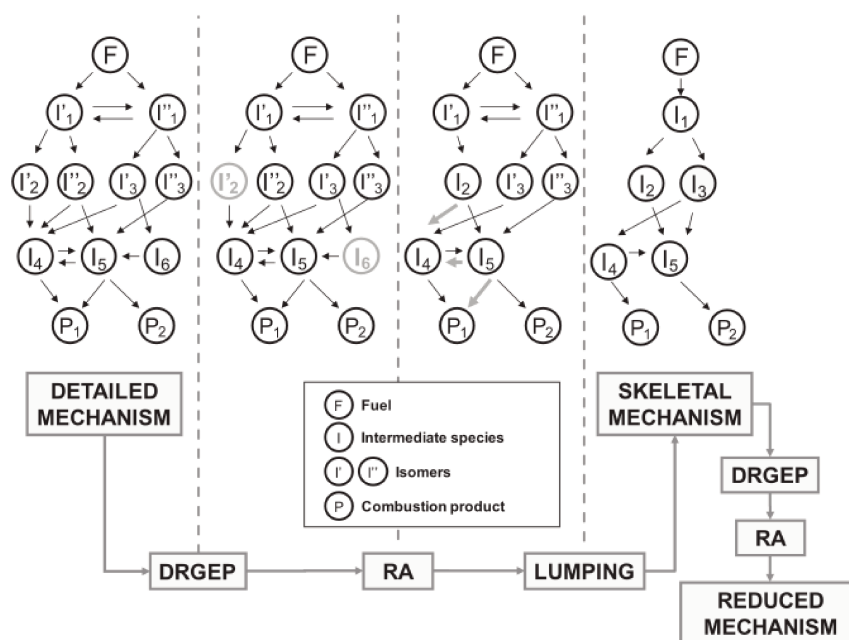 F F F F
I'₁ I"₁ I'₁ I"₁ I'₁ I"₁ I₁
I'₂ I"₂ I'₃ I"₃ I'₂ I"₂ I'₃ I"₃ I₂ I'₃ I"₃ I₂ I₃
I₄ I₅ I₆ I₄ I₅ I₆ I₄ I₅ I₄ I₅
P₁ P₂ P₁ P₂ P₁ P₂ P₁ P₂
DETAILED
MECHANISM
F Fuel
I Intermediate species
I' I" Isomers
P Combustion product
SKELETAL
MECHANISM
DRGEP
RA
DRGEP
RA
LUMPING
REDUCED
MECHANISM